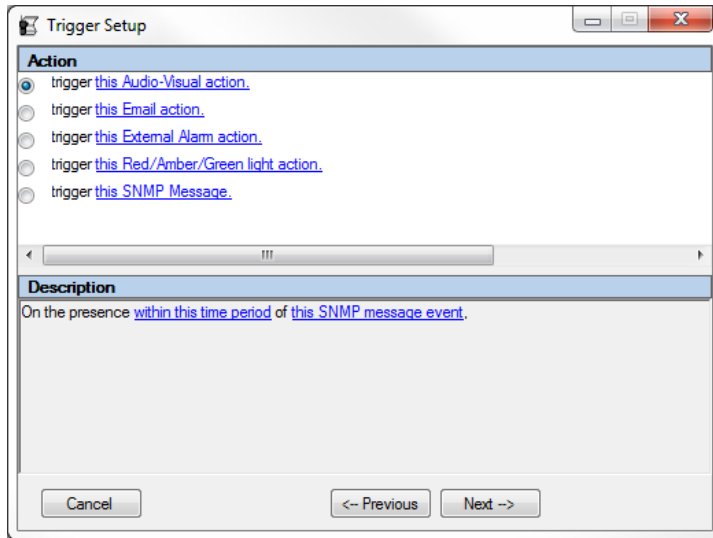 Trigger Setup
Action
trigger this Audio-Visual action.
trigger this Email action.
trigger this External Alarm action.
trigger this Red/Amber/Green light action.
trigger this SNMP Message.
Description
On the presence within this time period of this SNMP message event,
Cancel
<-- Previous
Next -->